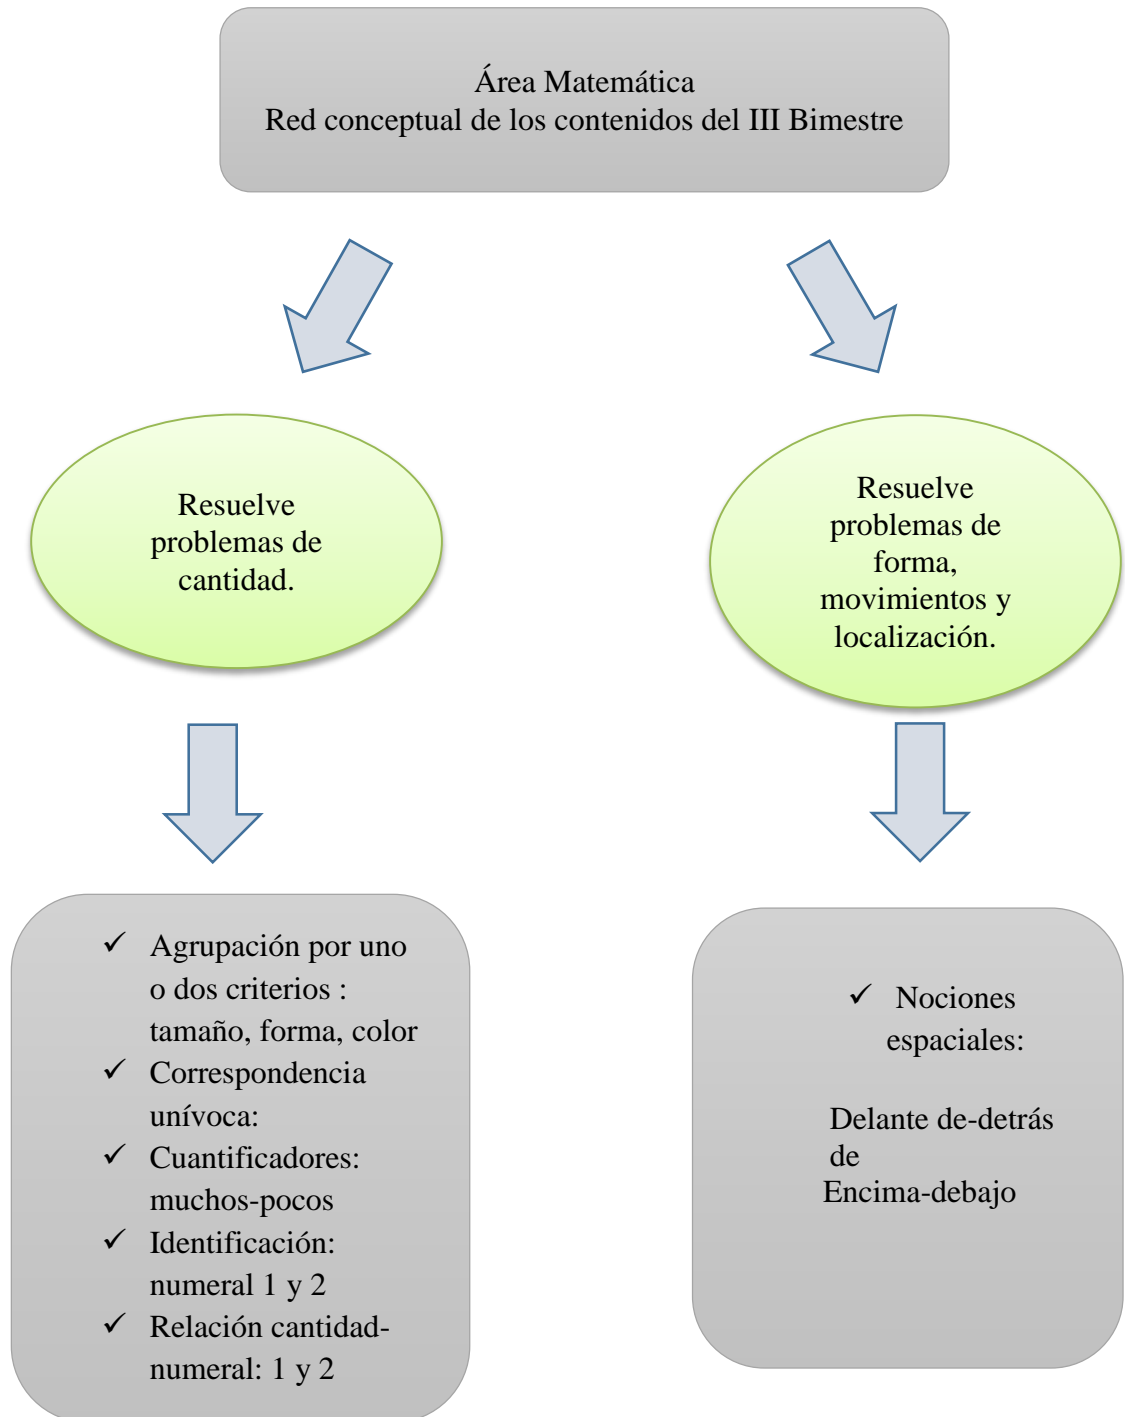 Área Matemática
Red conceptual de los contenidos del III Bimestre
Resuelve
problemas de
cantidad.
Resuelve
problemas de
forma,
movimientos y
localización.
✓ Agrupación por uno
o dos criterios :
tamaño, forma, color
✓ Correspondencia
unívoca:
✓ Cuantificadores:
muchos-pocos
✓ Identificación:
numeral 1 y 2
✓ Relación cantidad-
numeral: 1 y 2
✓ Nociones
espaciales:
Delante de-detrás
de
Encima-debajo